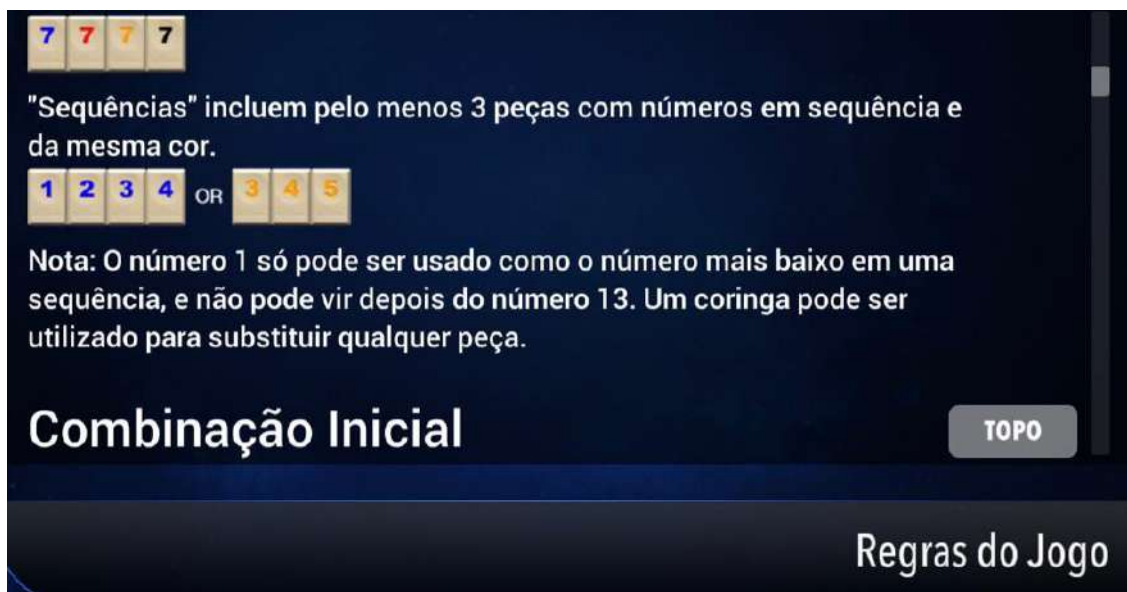 7 7 7 7
"Sequências" incluem pelo menos 3 peças com números em sequência e
da mesma cor.
1 2 3 4 OR 3 4 5
Nota: O número 1 só pode ser usado como o número mais baixo em uma
sequência, e não pode vir depois do número 13. Um coringa pode ser
utilizado para substituir qualquer peça.
Combinação Inicial
TOPO
Regras do Jogo